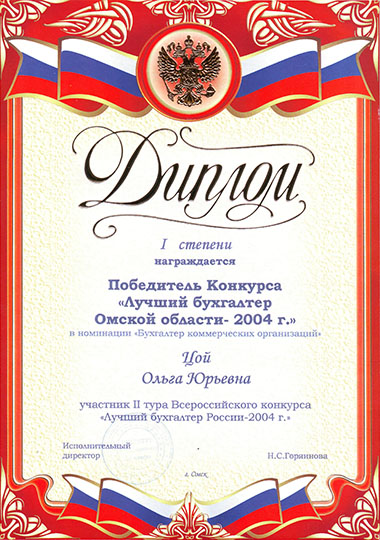 Диплом
I степени
награждается
Победитель Конкурса
«Лучший бухгалтер
Омской области- 2004 г.»
в номинации «Бухгалтер коммерческих организаций»
Цой
Ольга Юрьевна
участник II тура Всероссийского конкурса
«Лучший бухгалтер России-2004 г.»
Исполнительный
директор
Н.С.Горяинова
г. Омск